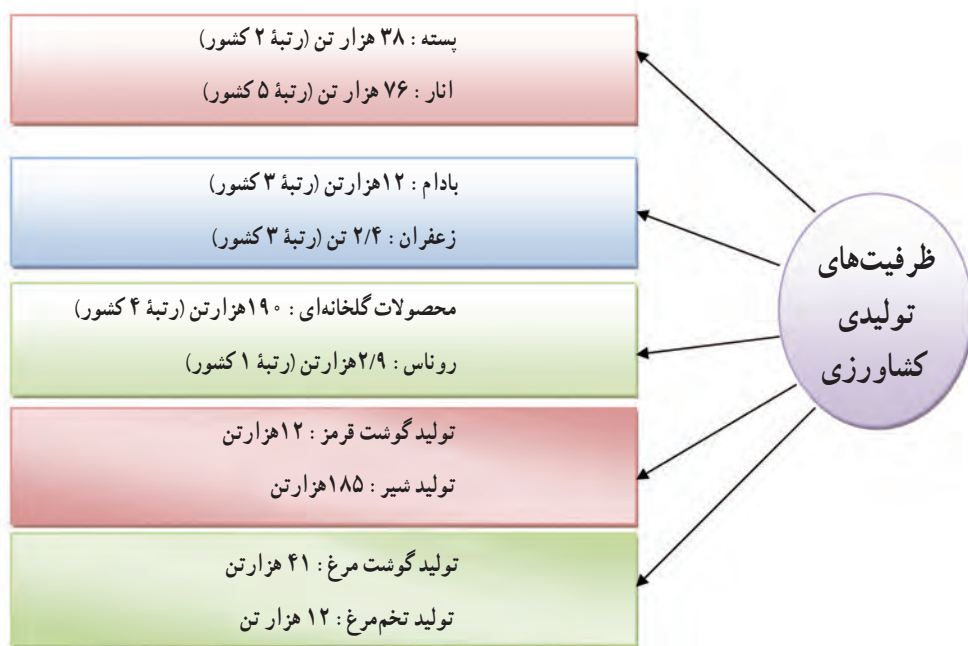 ظرفیت‌های
تولیدی
کشاورزی
پسته : ۳۸ هزار تن (رتبهٔ ۲ کشور)
انار : ۷۶ هزار تن (رتبهٔ ۵ کشور)
بادام : ۱۲هزارتن (رتبهٔ ۳ کشور)
زعفران : ۲/۴ تن (رتبهٔ ۳ کشور)
محصولات گلخانه‌ای : ۱۹۰هزارتن (رتبهٔ ۴ کشور)
روناس : ۲/۹هزارتن (رتبهٔ ۱ کشور)
تولید گوشت قرمز : ۱۲هزارتن
تولید شیر : ۱۸۵هزارتن
تولید گوشت مرغ : ۴۱ هزارتن
تولید تخم‌مرغ : ۱۲ هزار تن